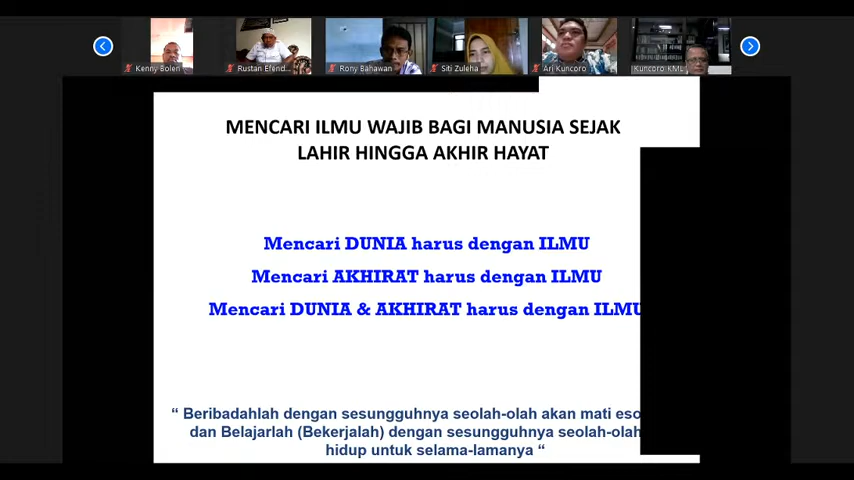 Kenny Bolen
Rustan Efend...
Rony Bahawan
Siti Zuleha
Ari Kuncoro
Kuncoro-KML
MENCARI ILMU WAJIB BAGI MANUSIA SEJAK
LAHIR HINGGA AKHIR HAYAT
Mencari DUNIA harus dengan ILMU
Mencari AKHIRAT harus dengan ILMU
Mencari DUNIA & AKHIRAT harus dengan ILMU
“ Beribadahlah dengan sesungguhnya seolah-olah akan mati
dan Belajarlah (Bekerjalah) dengan sesungguhnya seolah-olah
hidup untuk selama-lamanya “